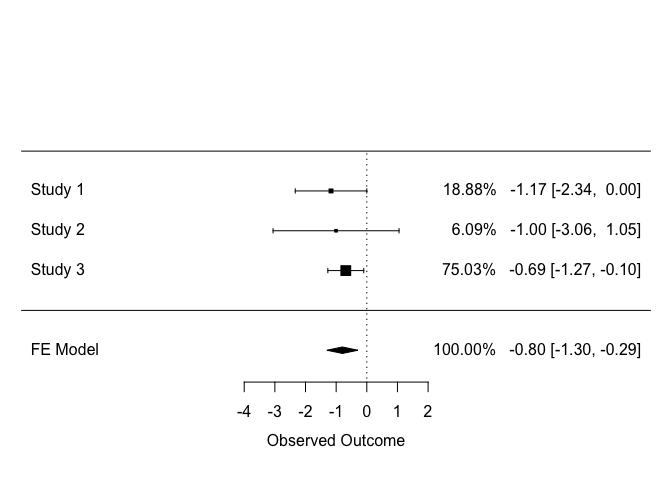 Study 1 18.88% -1.17 [-2.34, 0.00]
Study 2 6.09% -1.00 [-3.06, 1.05]
Study 3 75.03% -0.69 [-1.27, -0.10]
FE Model 100.00% -0.80 [-1.30, -0.29]
-4 -3 -2 -1 0 1 2
Observed Outcome